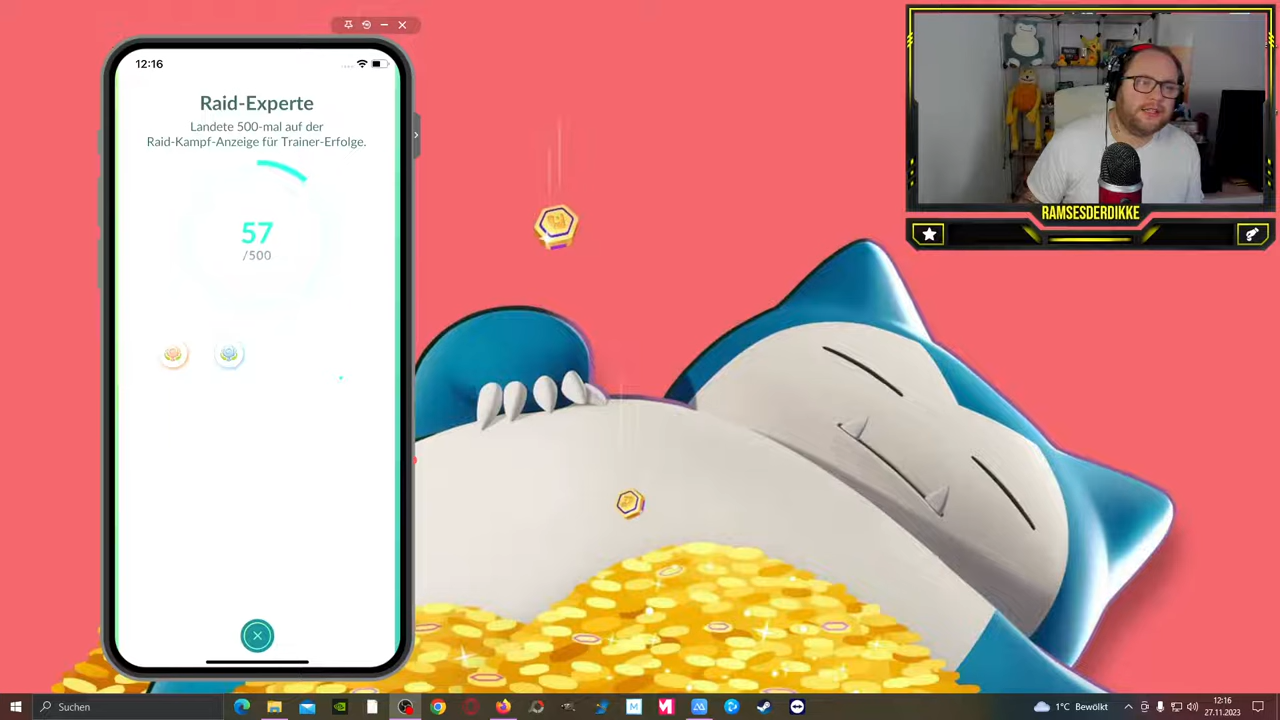 12:16
Raid-Experte
Landete 500-mal auf der
Raid-Kampf-Anzeige für Trainer-Erfolge.
57
/500
RAMSESDERDIKKE
Suchen
1°C Bewölkt
12:16
27.11.2023